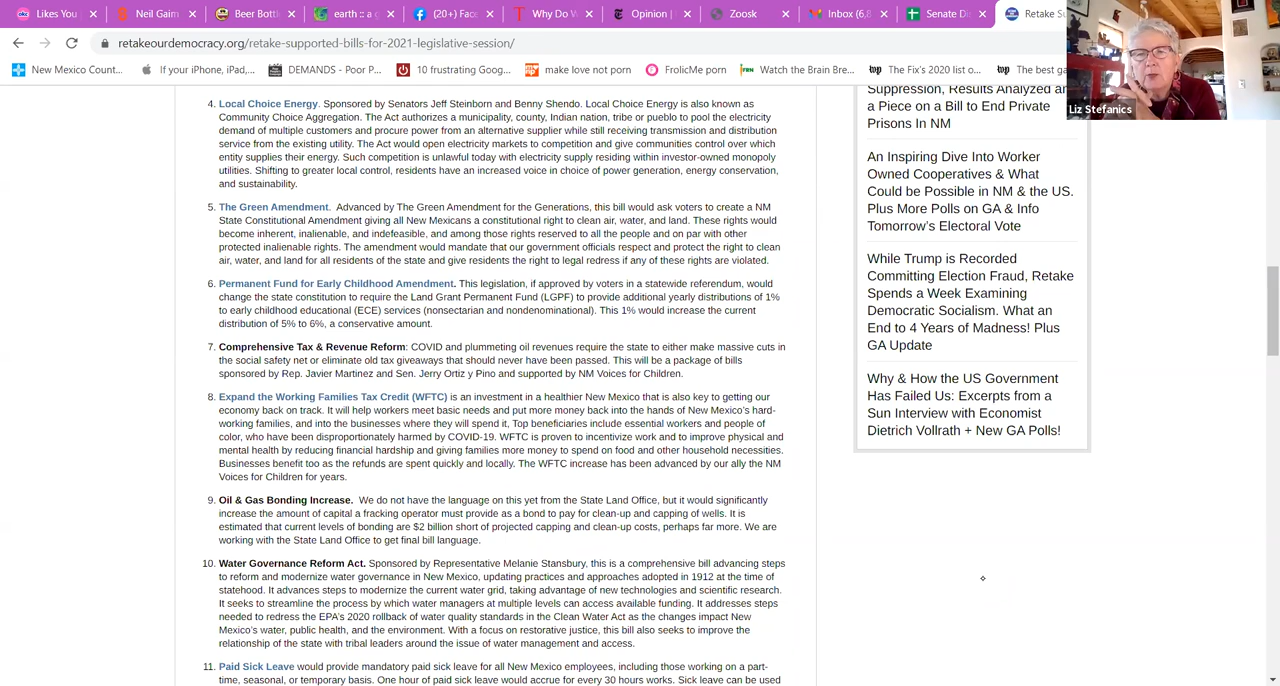 Likes You
Neil Gaim
Beer Bott
earth :: a g
(20+) Fac
Why Do W
Opinion |
Zoosk
Inbox (6,8
Senate Di
Retake Su
retakeourdemocracy.org/retake-supported-bills-for-2021-legislative-session/
New Mexico Count...
If your iPhone, iPad,...
DEMANDS - Poor P...
10 frustrating Goog...
make love not porn
FrolicMe porn
Watch the Brain Bre...
The Fix's 2020 list o...
The best ga
Liz Stefanics
4. Local Choice Energy. Sponsored by Senators Jeff Steinborn and Benny Shendo. Local Choice Energy is also known as
Community Choice Aggregation. The Act authorizes a municipality, county, Indian nation, tribe or pueblo to pool the electricity
demand of multiple customers and procure power from an alternative supplier while still receiving transmission and distribution
service from the existing utility. The Act would open electricity markets to competition and give communities control over which
entity supplies their energy. Such competition is unlawful today with electricity supply residing within investor-owned monopoly
utilities. Shifting to greater local control, residents have an increased voice in choice of power generation, energy conservation,
and sustainability.
5. The Green Amendment. Advanced by The Green Amendment for the Generations, this bill would ask voters to create a NM
State Constitutional Amendment giving all New Mexicans a constitutional right to clean air, water, and land. These rights would
become inherent, inalienable, and indefeasible, and among those rights reserved to all the people and on par with other
protected inalienable rights. The amendment would mandate that our government officials respect and protect the right to clean
air, water, and land for all residents of the state and give residents the right to legal redress if any of these rights are violated.
6. Permanent Fund for Early Childhood Amendment. This legislation, if approved by voters in a statewide referendum, would
change the state constitution to require the Land Grant Permanent Fund (LGPF) to provide additional yearly distributions of 1%
to early childhood educational (ECE) services (nonsectarian and nondenominational). This 1% would increase the current
distribution of 5% to 6%, a conservative amount.
7. Comprehensive Tax & Revenue Reform: COVID and plummeting oil revenues require the state to either make massive cuts in
the social safety net or eliminate old tax giveaways that should never have been passed. This will be a package of bills
sponsored by Rep. Javier Martinez and Sen. Jerry Ortiz y Pino and supported by NM Voices for Children.
8. Expand the Working Families Tax Credit (WFTC) is an investment in a healthier New Mexico that is also key to getting our
economy back on track. It will help workers meet basic needs and put more money back into the hands of New Mexico's hard-
working families, and into the businesses where they will spend it, Top beneficiaries include essential workers and people of
color, who have been disproportionately harmed by COVID-19. WFTC is proven to incentivize work and to improve physical and
mental health by reducing financial hardship and giving families more money to spend on food and other household necessities.
Businesses benefit too as the refunds are spent quickly and locally. The WFTC increase has been advanced by our ally the NM
Voices for Children for years.
9. Oil & Gas Bonding Increase. We do not have the language on this yet from the State Land Office, but it would significantly
increase the amount of capital a fracking operator must provide as a bond to pay for clean-up and capping of wells. It is
estimated that current levels of bonding are $2 billion short of projected capping and clean-up costs, perhaps far more. We are
working with the State Land Office to get final bill language.
10. Water Governance Reform Act. Sponsored by Representative Melanie Stansbury, this is a comprehensive bill advancing steps
to reform and modernize water governance in New Mexico, updating practices and approaches adopted in 1912 at the time of
statehood. It advances steps to modernize the current water grid, taking advantage of new technologies and scientific research.
It seeks to streamline the process by which water managers at multiple levels can access available funding. It addresses steps
needed to redress the EPA's 2020 rollback of water quality standards in the Clean Water Act as the changes impact New
Mexico's water, public health, and the environment. With a focus on restorative justice, this bill also seeks to improve the
relationship of the state with tribal leaders around the issue of water management and access.
11. Paid Sick Leave would provide mandatory paid sick leave for all New Mexico employees, including those working on a part-
time, seasonal, or temporary basis. One hour of paid sick leave would accrue for every 30 hours works. Sick leave can be used
Suppression, Results Analyzed an
a Piece on a Bill to End Private
Prisons In NM
An Inspiring Dive Into Worker
Owned Cooperatives & What
Could be Possible in NM & the US.
Plus More Polls on GA & Info
Tomorrow's Electoral Vote
While Trump is Recorded
Committing Election Fraud, Retake
Spends a Week Examining
Democratic Socialism. What an
End to 4 Years of Madness! Plus
GA Update
Why & How the US Government
Has Failed Us: Excerpts from a
Sun Interview with Economist
Dietrich Vollrath + New GA Polls!